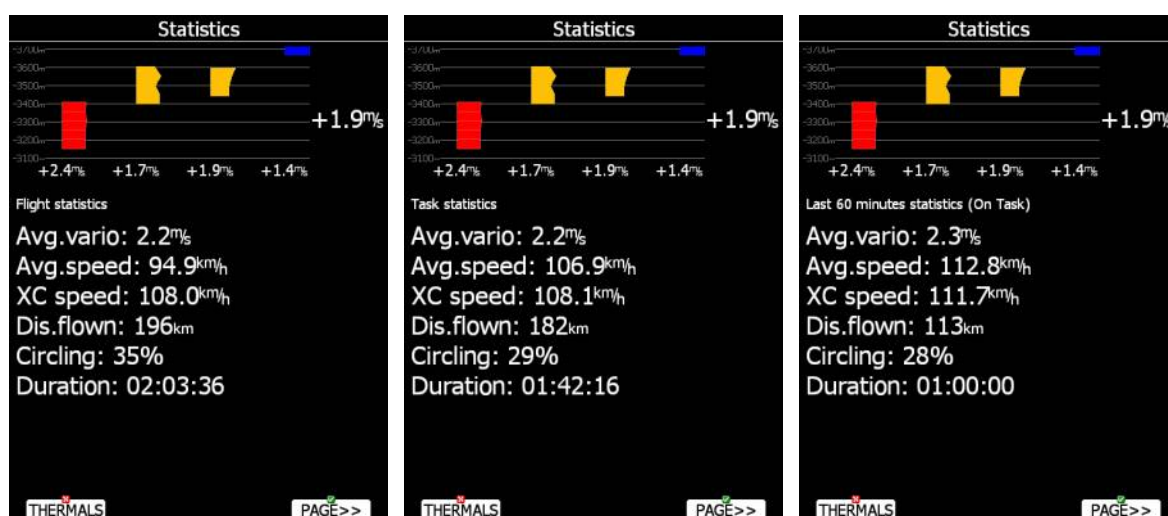 Statistics
-3700m
-3600m
-3500m
-3400m
-3300m
-3200m
-3100m
+1.9m/s
+2.4m/s +1.7m/s +1.9m/s +1.4m/s
Flight statistics
Avg.vario: 2.2m/s
Avg.speed: 94.9km/h
XC speed: 108.0km/h
Dis.flown: 196km
Circling: 35%
Duration: 02:03:36
THERMALS PAGE>>
Statistics
-3700m
-3600m
-3500m
-3400m
-3300m
-3200m
-3100m
+1.9m/s
+2.4m/s +1.7m/s +1.9m/s +1.4m/s
Task statistics
Avg.vario: 2.2m/s
Avg.speed: 106.9km/h
XC speed: 108.1km/h
Dis.flown: 182km
Circling: 29%
Duration: 01:42:16
THERMALS PAGE>>
Statistics
-3700m
-3600m
-3500m
-3400m
-3300m
-3200m
-3100m
+1.9m/s
+2.4m/s +1.7m/s +1.9m/s +1.4m/s
Last 60 minutes statistics (On Task)
Avg.vario: 2.3m/s
Avg.speed: 112.8km/h
XC speed: 111.7km/h
Dis.flown: 113km
Circling: 28%
Duration: 01:00:00
THERMALS PAGE>>